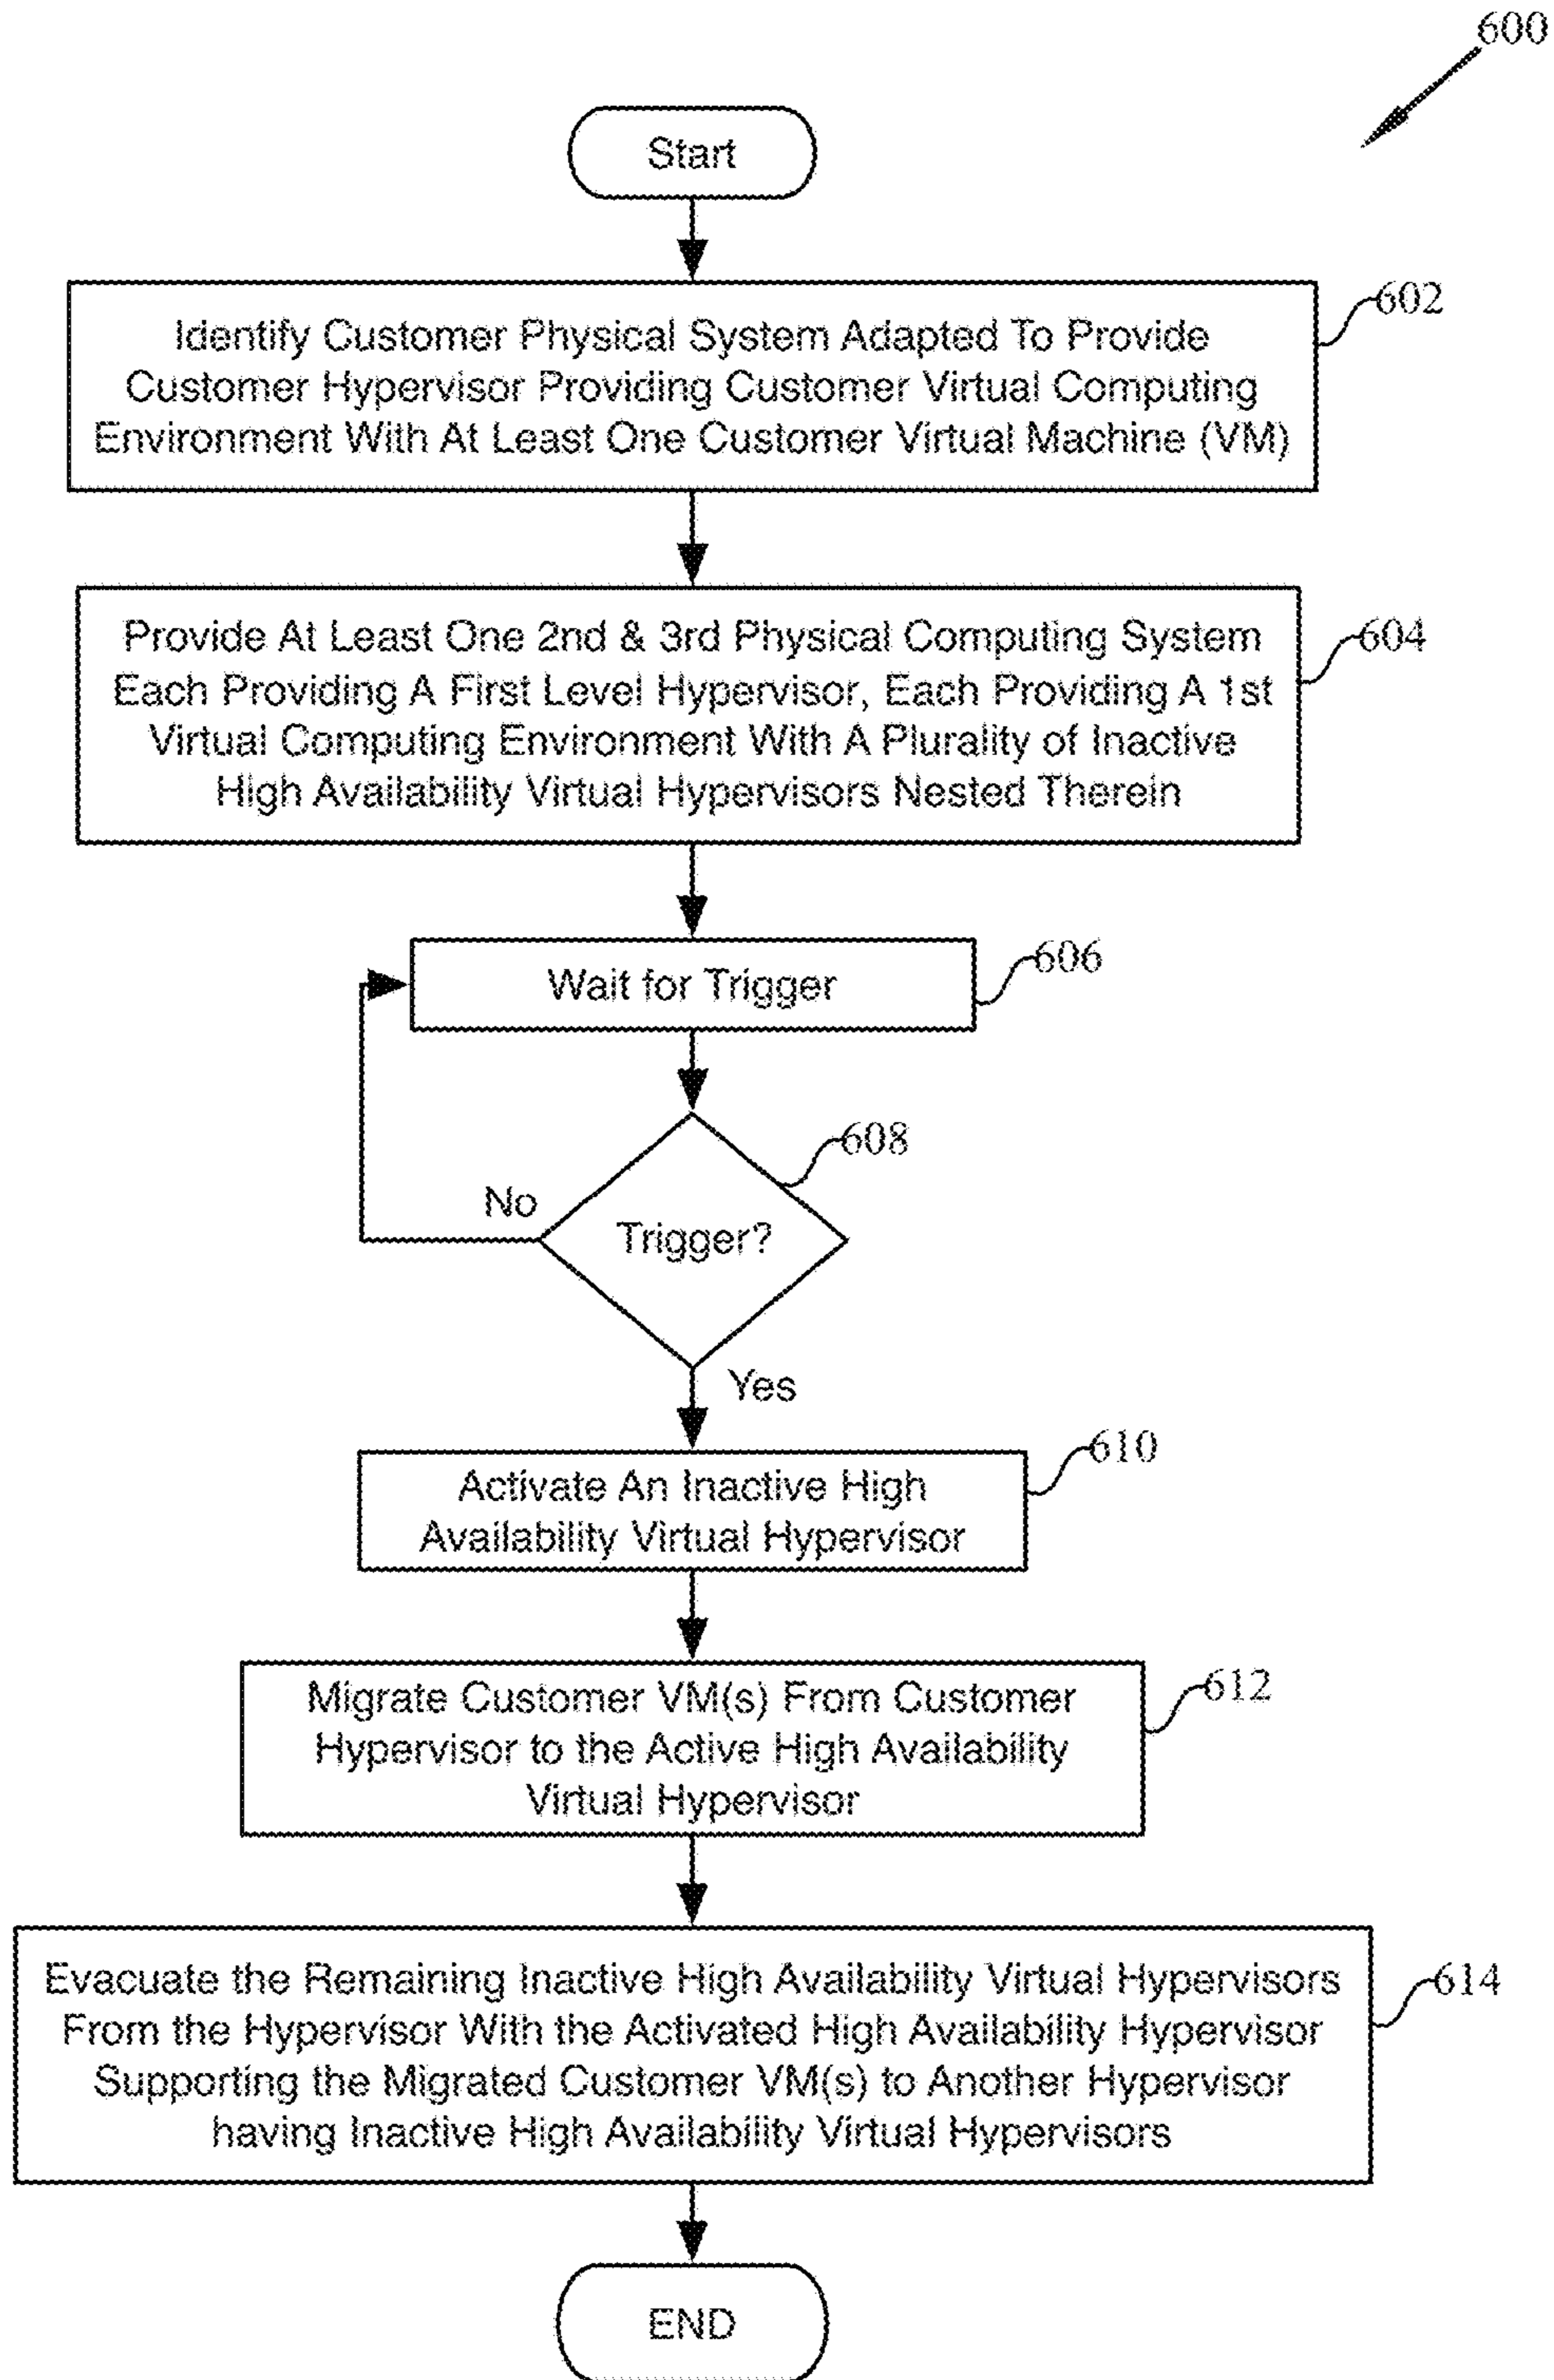 600
Start
602
Identify Customer Physical System Adapted To Provide
Customer Hypervisor Providing Customer Virtual Computing
Environment With At Least One Customer Virtual Machine (VM)
604
Provide At Least One 2nd & 3rd Physical Computing System
Each Providing A First Level Hypervisor, Each Providing A 1st
Virtual Computing Environment With A Plurality of Inactive
High Availability Virtual Hypervisors Nested Therein
606
Wait for Trigger
608
No
Trigger?
Yes
610
Activate An Inactive High
Availability Virtual Hypervisor
612
Migrate Customer VM(s) From Customer
Hypervisor to the Active High Availability
Virtual Hypervisor
614
Evacuate the Remaining Inactive High Availability Virtual Hypervisors
From the Hypervisor With the Activated High Availability Hypervisor
Supporting the Migrated Customer VM(s) to Another Hypervisor
having Inactive High Availability Virtual Hypervisors
END